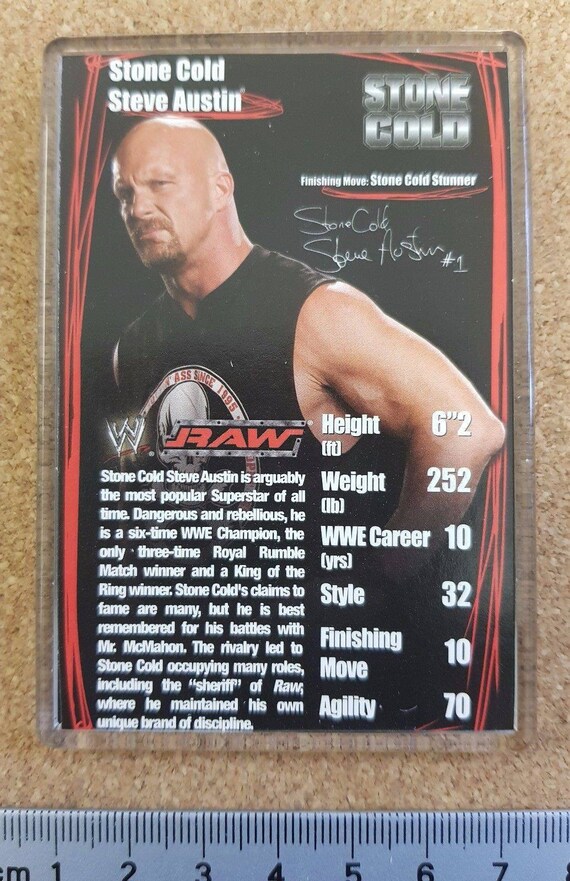 Stone Cold
Steve Austin
STONE
COLD
Finishing Move: Stone Cold Stunner
Stone Cold
Steve Austin #1
ASS SINCE 1895
W
RAW
Height 6"2
(ft)
Weight 252
(lb)
WWE Career 10
(yrs)
Style 32
Finishing
Move 10
Agility 70
Stone Cold Steve Austin is arguably
the most popular Superstar of all
time. Dangerous and rebellious, he
is a six-time WWE Champion, the
only three-time Royal Rumble
Match winner and a King of the
Ring winner. Stone Cold's claims to
fame are many, but he is best
remembered for his battles with
Mr. McMahon. The rivalry led to
Stone Cold occupying many roles,
including the "sheriff" of Raw,
where he maintained his own
unique brand of discipline.
cm 1 2 3 4 5 6 7